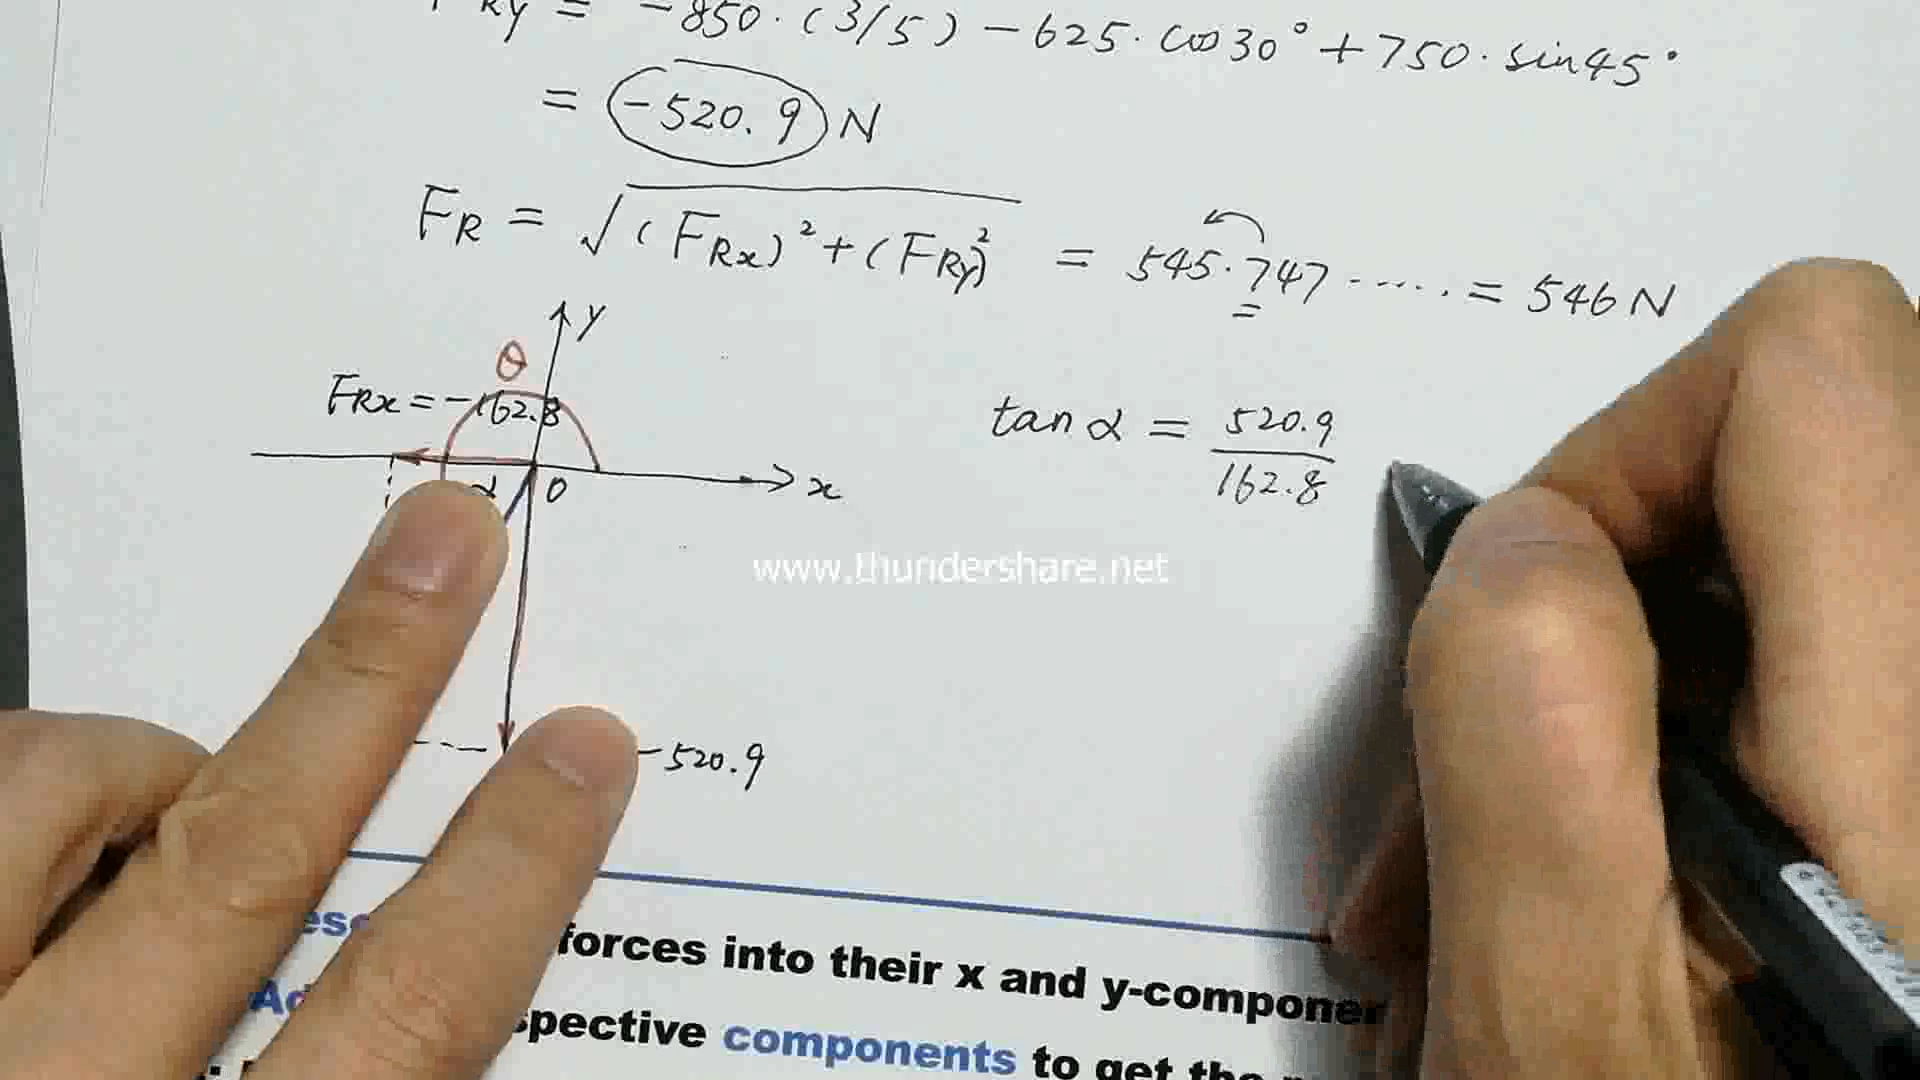 FRy = -850·(3/5) -625·cos30° +750·sin45°
= -520.9 N
FR = √(FRx)²+(FRy)² = 545.747 ...... = 546 N
y
θ
FRx = -162.8
α
O
x
-520.9
tan α = 520.9
162.8
www.thundershare.net
forces into their x and y-componen
components to get the